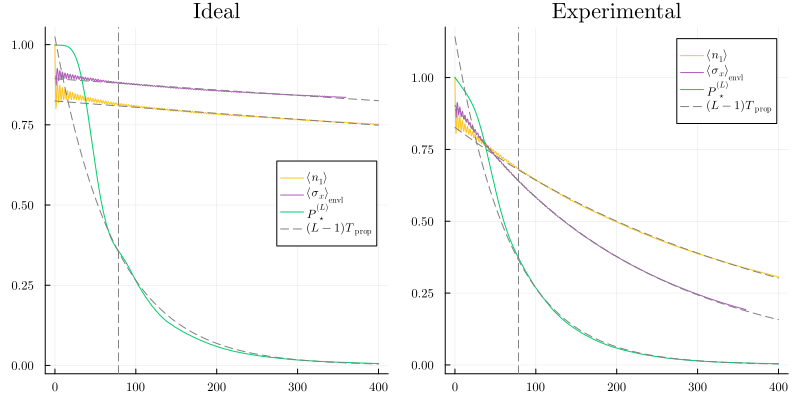 Ideal
1.00
0.75
0.50
0.25
0.00
0
100
200
300
400
⟨n₁⟩
⟨σₓ⟩envl
P⋆^(L)
(L − 1)T_prop
Experimental
1.00
0.75
0.50
0.25
0.00
0
100
200
300
400
⟨n₁⟩
⟨σₓ⟩envl
P⋆^(L)
(L − 1)T_prop